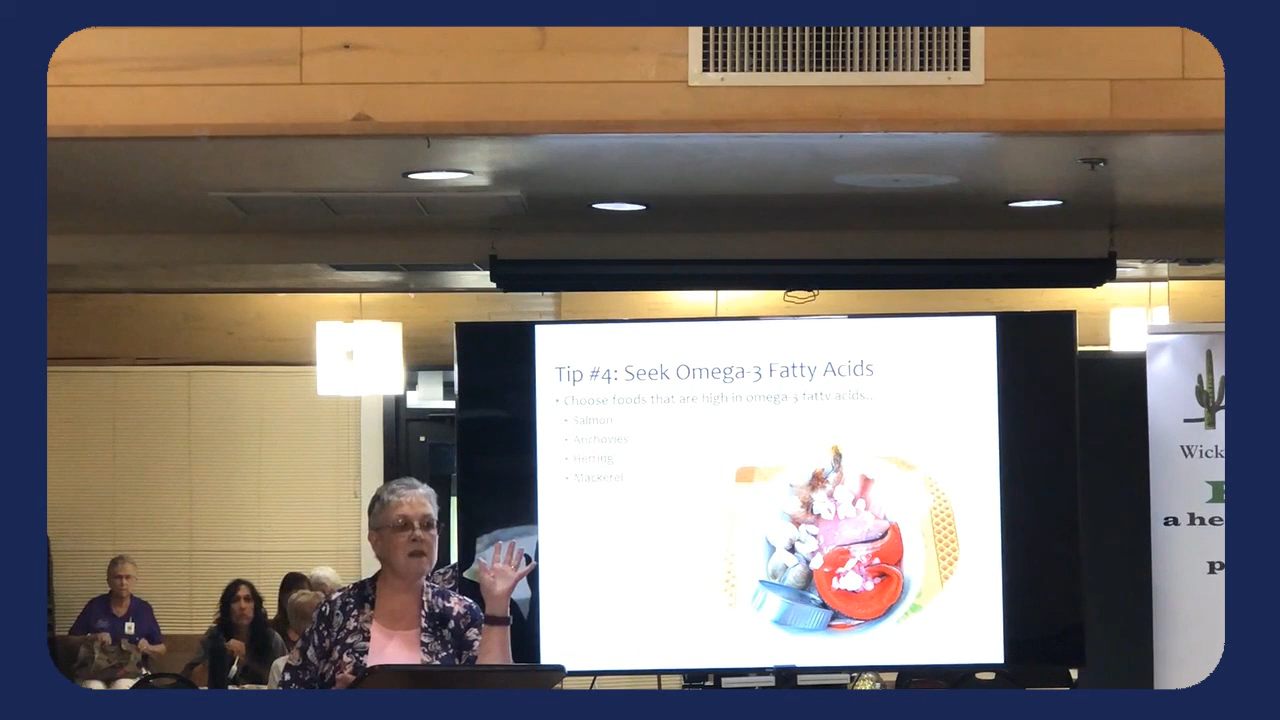 Tip #4: Seek Omega-3 Fatty Acids
• Choose foods that are high in omega 3 fatty acids...
• Salmon
• Anchovies
• Herring
• Mackerel
Wick
a he
p